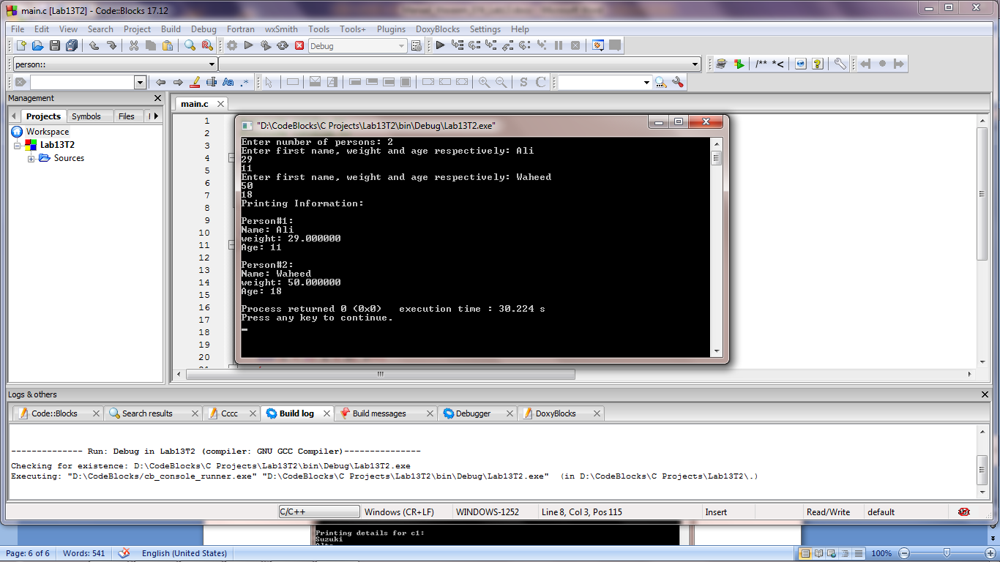 main.c [Lab13T2] - Code::Blocks 17.12
File Edit View Search Project Build Debug Fortran wxSmith Tools Tools+ Plugins DoxyBlocks Settings Help
Debug
person::
/** *<
Aa .*
S C
Management
Projects Symbols Files
main.c
Workspace
Lab13T2
Sources
1
2
3
4
5
6
7
8
9
10
11
12
13
14
15
16
17
18
19
20
"D:\CodeBlocks\C Projects\Lab13T2\bin\Debug\Lab13T2.exe"
Enter number of persons: 2
Enter first name, weight and age respectively: Ali
29
11
Enter first name, weight and age respectively: Waheed
50
18
Printing Information:
Person#1:
Name: Ali
weight: 29.000000
Age: 11
Person#2:
Name: Waheed
weight: 50.000000
Age: 18
Process returned 0 (0x0)   execution time : 30.224 s
Press any key to continue.
Logs & others
Code::Blocks Search results Cccc Build log Build messages Debugger DoxyBlocks
-------------- Run: Debug in Lab13T2 (compiler: GNU GCC Compiler)---------------
Checking for existence: D:\CodeBlocks\C Projects\Lab13T2\bin\Debug\Lab13T2.exe
Executing: "D:\CodeBlocks/cb_console_runner.exe" "D:\CodeBlocks\C Projects\Lab13T2\bin\Debug\Lab13T2.exe"  (in D:\CodeBlocks\C Projects\Lab13T2\.)
C/C++ Windows (CR+LF) WINDOWS-1252 Line 8, Col 3, Pos 115 Insert Read/Write default
Printing details for c1:
Suzuki
Page: 6 of 6 Words: 541 English (United States) 100%